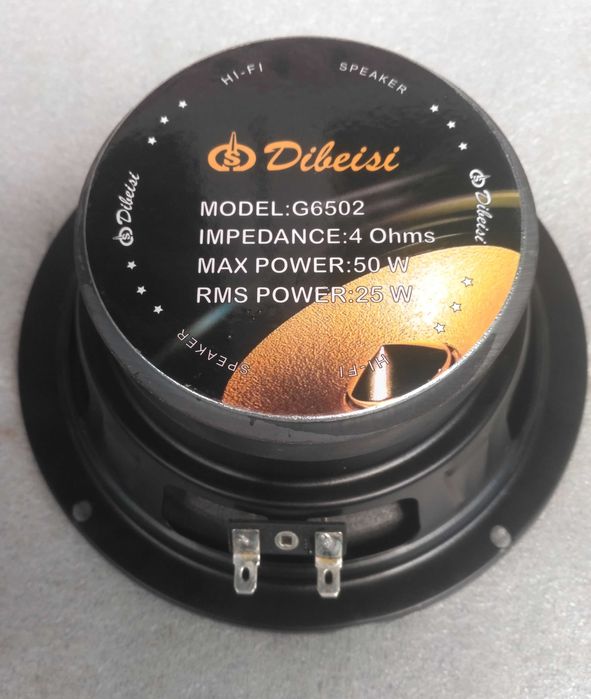 HI-FI SPEAKER
Dibeisi
Dibeisi
Dibeisi
MODEL:G6502
IMPEDANCE:4 Ohms
MAX POWER:50 W
RMS POWER:25 W
HI-FI SPEAKER